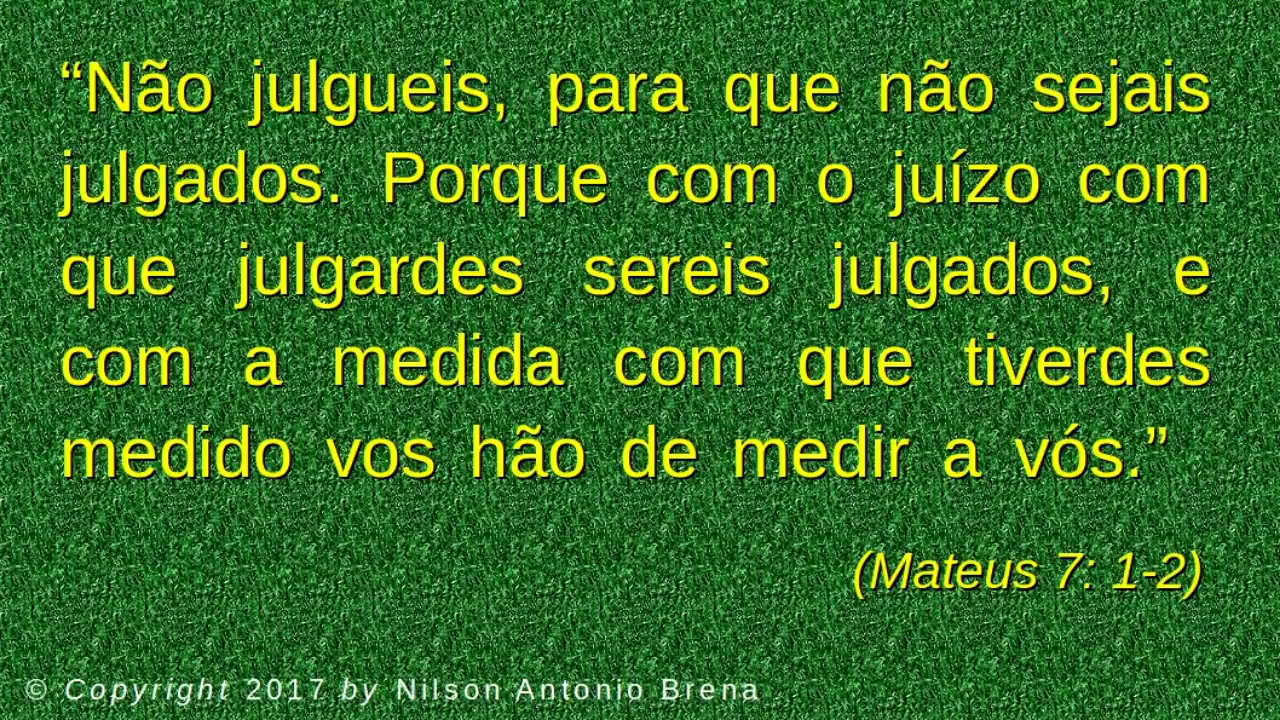 “Não julgueis, para que não sejais
julgados. Porque com o juízo com
que julgardes sereis julgados, e
com a medida com que tiverdes
medido vos hão de medir a vós.”
(Mateus 7: 1-2)
© Copyright 2017 by Nilson Antonio Brena